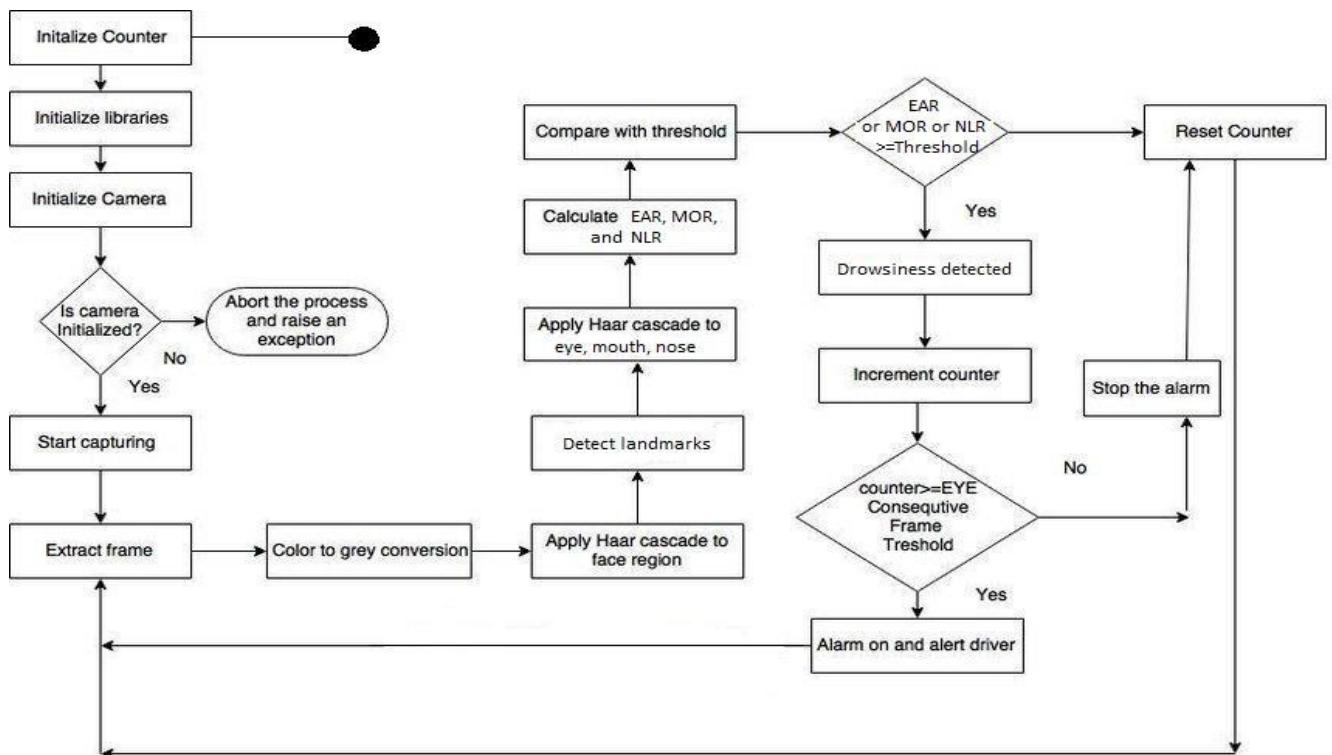 Initalize Counter
Initialize libraries
Initialize Camera
Is camera
Initialized?
No
Yes
Abort the process
and raise an
exception
Start capturing
Extract frame
Color to grey conversion
Apply Haar cascade to
face region
Detect landmarks
Apply Haar cascade to
eye, mouth, nose
Calculate EAR, MOR,
and NLR
Compare with threshold
EAR
or MOR or NLR
>=Threshold
Yes
Drowsiness detected
Increment counter
counter>=EYE
Consequtive
Frame
Treshold
No
Yes
Alarm on and alert driver
Stop the alarm
Reset Counter